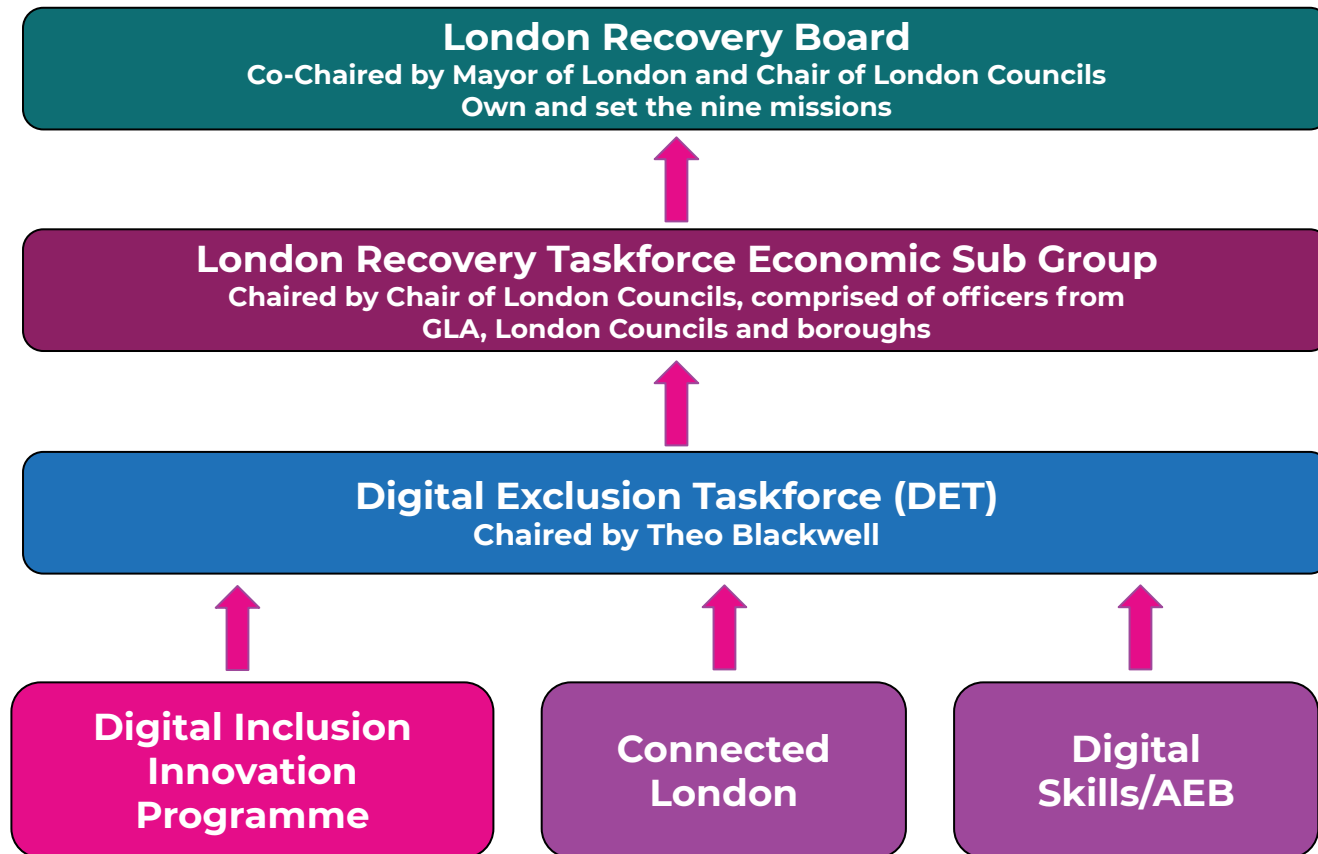 London Recovery Board
Co-Chaired by Mayor of London and Chair of London Councils
Own and set the nine missions
London Recovery Taskforce Economic Sub Group
Chaired by Chair of London Councils, comprised of officers from
GLA, London Councils and boroughs
Digital Exclusion Taskforce (DET)
Chaired by Theo Blackwell
Digital Inclusion
Innovation
Programme
Connected
London
Digital
Skills/AEB